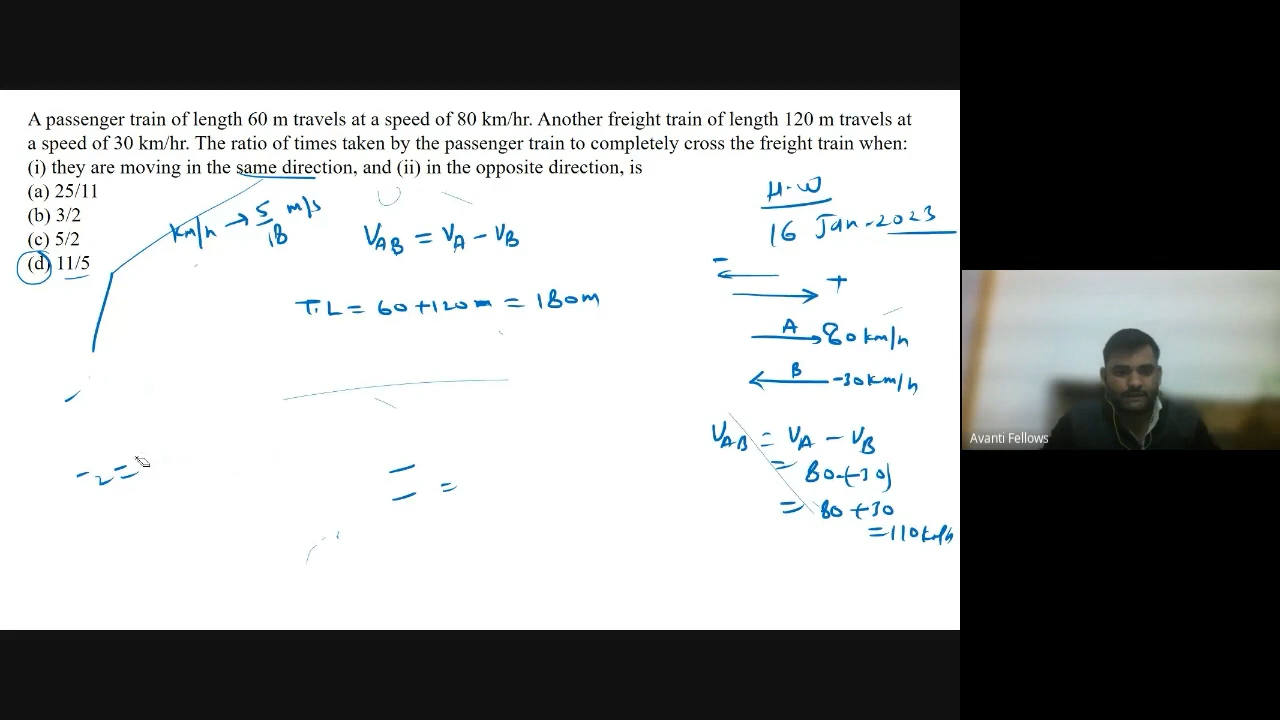 A passenger train of length 60 m travels at a speed of 80 km/hr. Another freight train of length 120 m travels at
a speed of 30 km/hr. The ratio of times taken by the passenger train to completely cross the freight train when:
(i) they are moving in the same direction, and (ii) in the opposite direction, is
(a) 25/11
(b) 3/2
(c) 5/2
(d) 11/5
km/h → 5/18 m/s
VAB = VA - VB
T.L = 60 + 120 m = 180 m
H.W
16 Jan - 2023
-
+
A 80 km/h
B -30 km/h
VAB = VA - VB
= 80 - (-30)
= 80 + 30
= 110 km/h
-2 =
=
Avanti Fellows